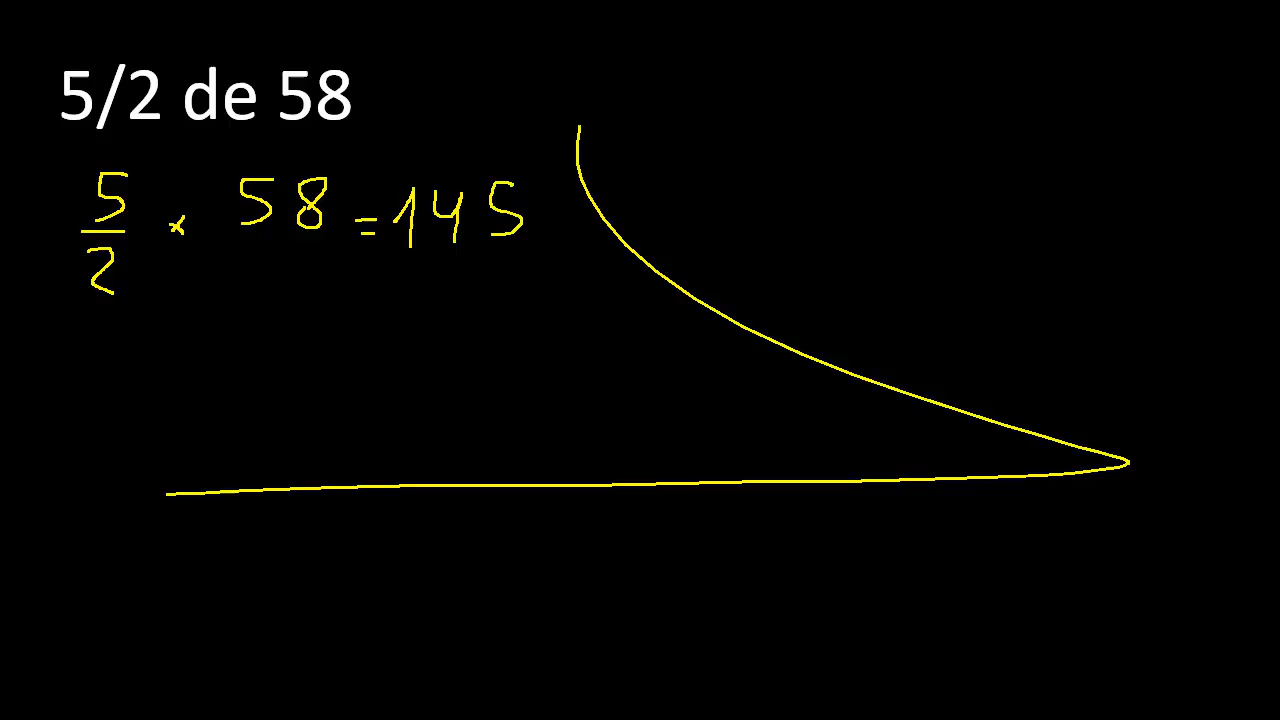 5/2 de 58
5/2 × 58 = 145